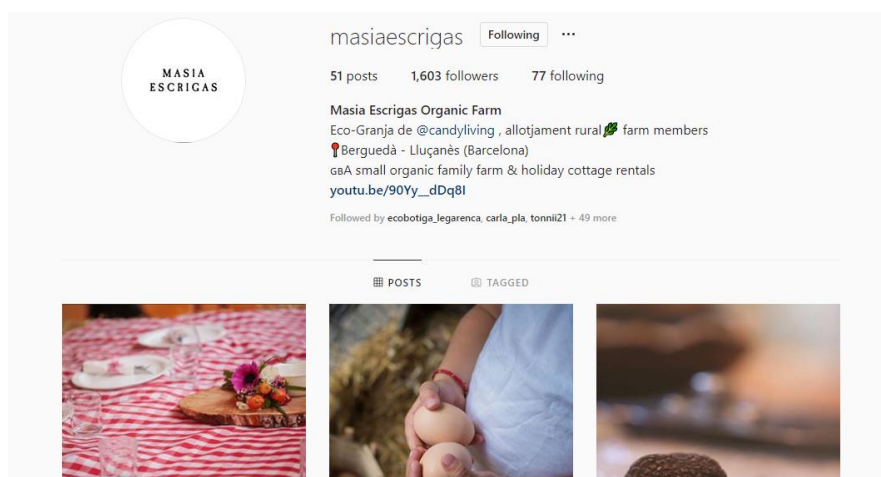 MASIA
ESCRIGAS
masiaescrigas Following ...
51 posts 1,603 followers 77 following
Masia Escrigas Organic Farm
Eco-Granja de @candyliving , allotjament rural🌿 farm members
📍Berguedà - Lluçanès (Barcelona)
GBA small organic family farm & holiday cottage rentals
youtu.be/90Yy__dDq8I
Followed by ecobotiga_legarenca, carla_pla, tonnii21 + 49 more
POSTS TAGGED